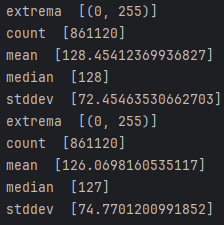 extrema  [(0, 255)]
count  [861120]
mean  [128.45412369936827]
median  [128]
stddev  [72.45463530662703]
extrema  [(0, 255)]
count  [861120]
mean  [126.0698160535117]
median  [127]
stddev  [74.7701200991852]